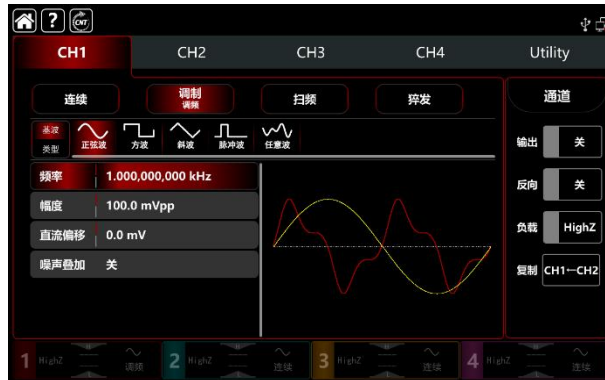 ? CNT
CH1 CH2 CH3 CH4 Utility
连续 调制 扫频 猝发 通道
调频
基波
类型 正弦波 方波 斜波 脉冲波 任意波
输出 关
频率 1.000,000,000 kHz
反向 关
幅度 100.0 mVpp
直流偏移 0.0 mV
负载 HighZ
噪声叠加 关
复制 CH1←CH2
1 HighZ 调频 2 HighZ 连续 3 HighZ 连续 4 HighZ 连续